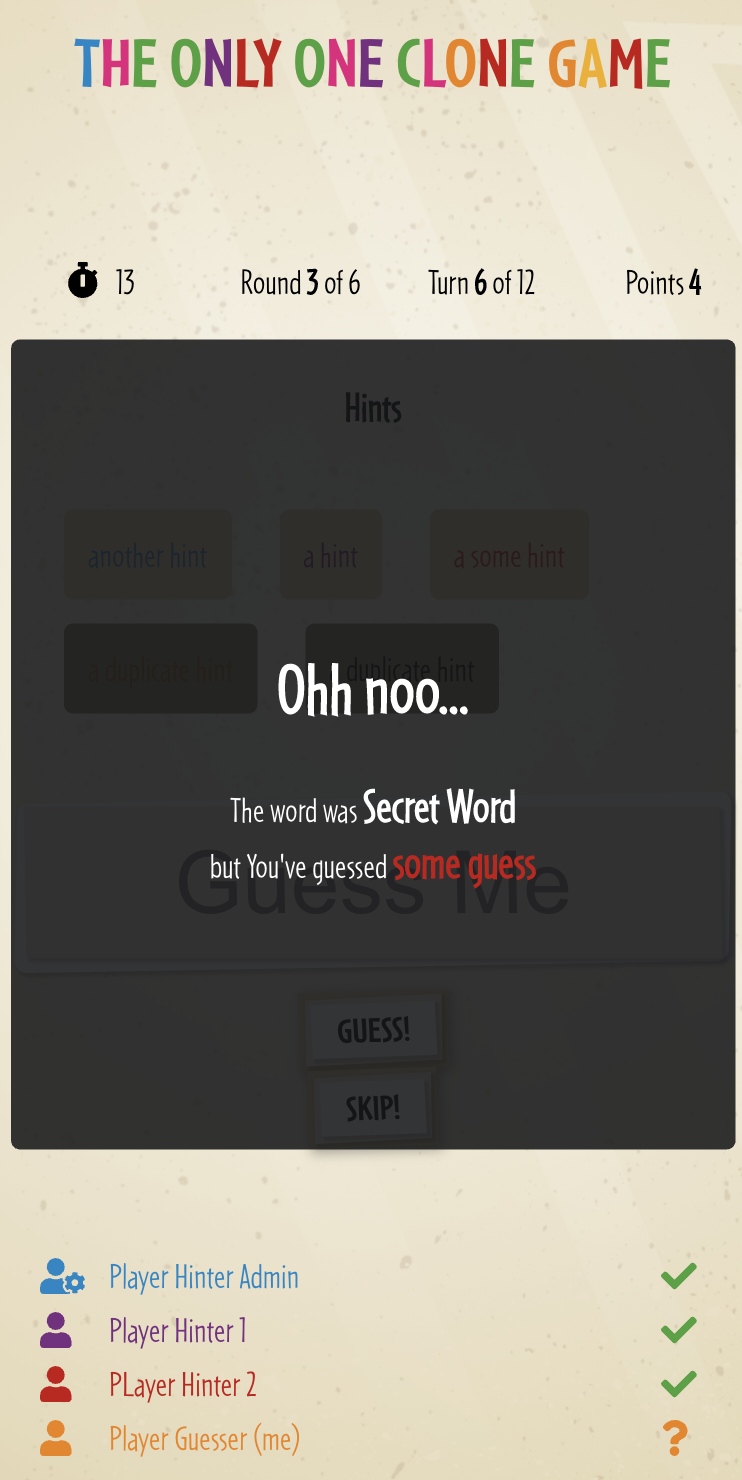 THE ONLY ONE CLONE GAME
13 Round 3 of 6 Turn 6 of 12 Points 4
Hints
another hint a hint a some hint
a duplicate hint a duplicate hint
Ohh noo...
The word was Secret Word
but You've guessed some guess
Guess Me
GUESS!
SKIP!
Player Hinter Admin
Player Hinter 1
PLayer Hinter 2
Player Guesser (me) ?